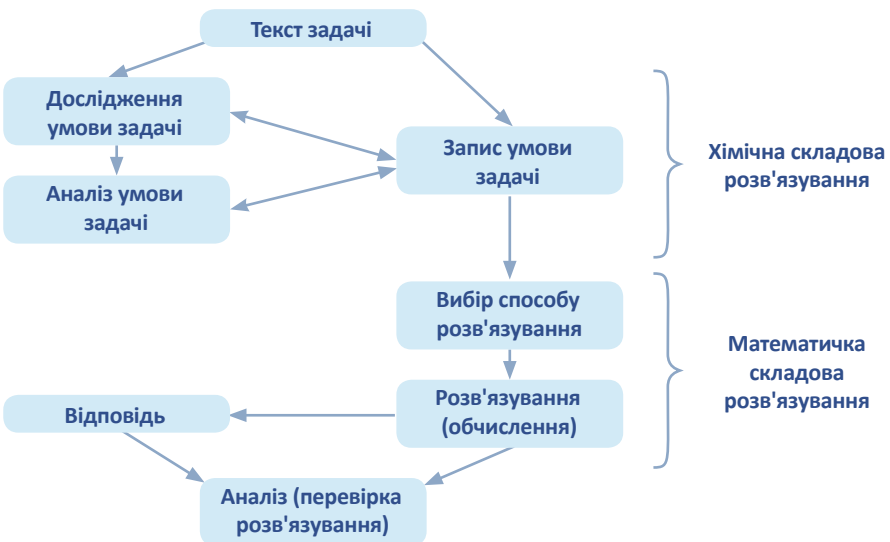 Текст задачі
Дослідження
умови задачі
Запис умови
задачі
Хімічна складова
розв'язування
Аналіз умови
задачі
Вибір способу
розв'язування
Математичка
складова
розв'язування
Розв'язування
(обчислення)
Відповідь
Аналіз (перевірка
розв'язування)